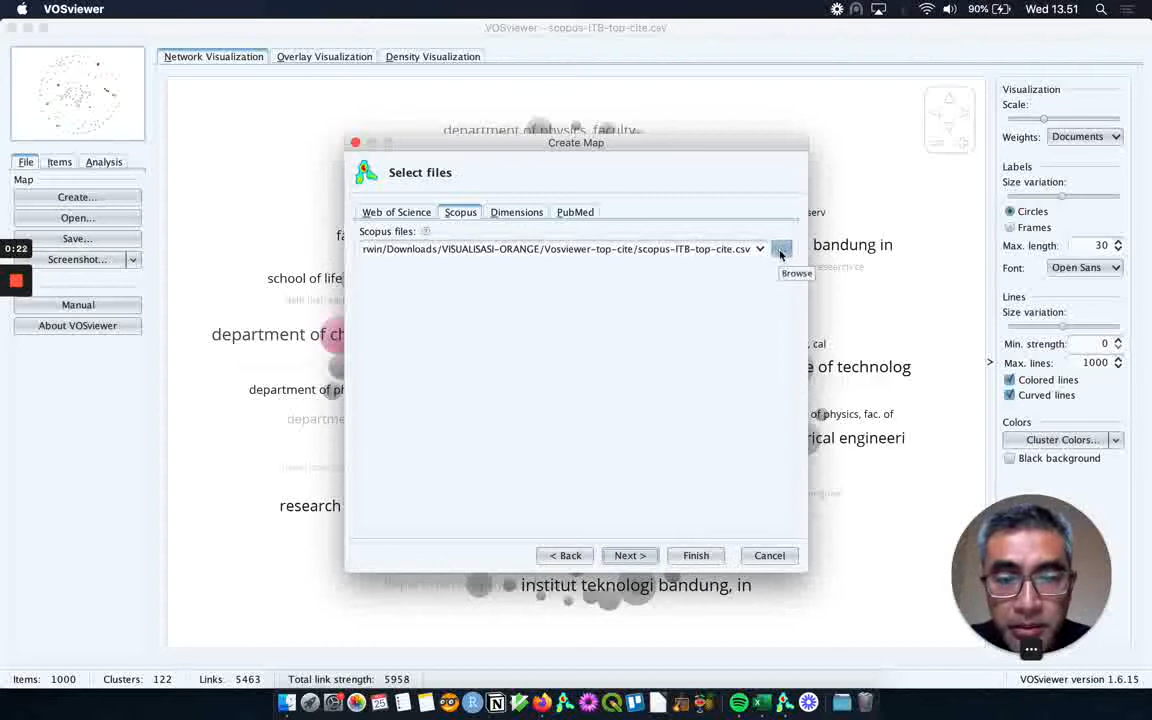 VOSviewer
90%
Wed 13.51
VOSviewer - scopus-ITB-top-cite.csv
Network Visualization
Overlay Visualization
Density Visualization
File
Items
Analysis
Map
Create...
Open...
Save...
Screenshot...
Manual
About VOSviewer
0:22
department of physics, faculty
school of life
department of ch
department of ph
department
research
institut teknologi bandung, in
serv
bandung in
, cal
e of technolog
of physics, fac. of
rical engineeri
Create Map
Select files
Web of Science
Scopus
Dimensions
PubMed
Scopus files:
rwin/Downloads/VISUALISASI-ORANGE/Vosviewer-top-cite/scopus-ITB-top-cite.csv
...
Browse
< Back
Next >
Finish
Cancel
Visualization
Scale:
Weights:
Documents
Labels
Size variation:
Circles
Frames
Max. length:
30
Font:
Open Sans
Lines
Size variation:
Min. strength:
0
Max. lines:
1000
Colored lines
Curved lines
Colors
Cluster Colors...
Black background
Items: 1000
Clusters: 122
Links: 5463
Total link strength: 5958
VOSviewer version 1.6.15